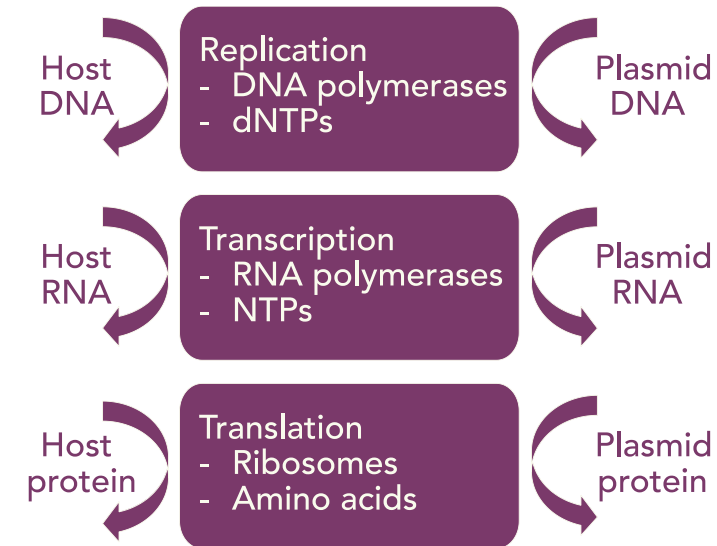 Host
DNA
Replication
- DNA polymerases
- dNTPs
Plasmid
DNA
Host
RNA
Transcription
- RNA polymerases
- NTPs
Plasmid
RNA
Host
protein
Translation
- Ribosomes
- Amino acids
Plasmid
protein